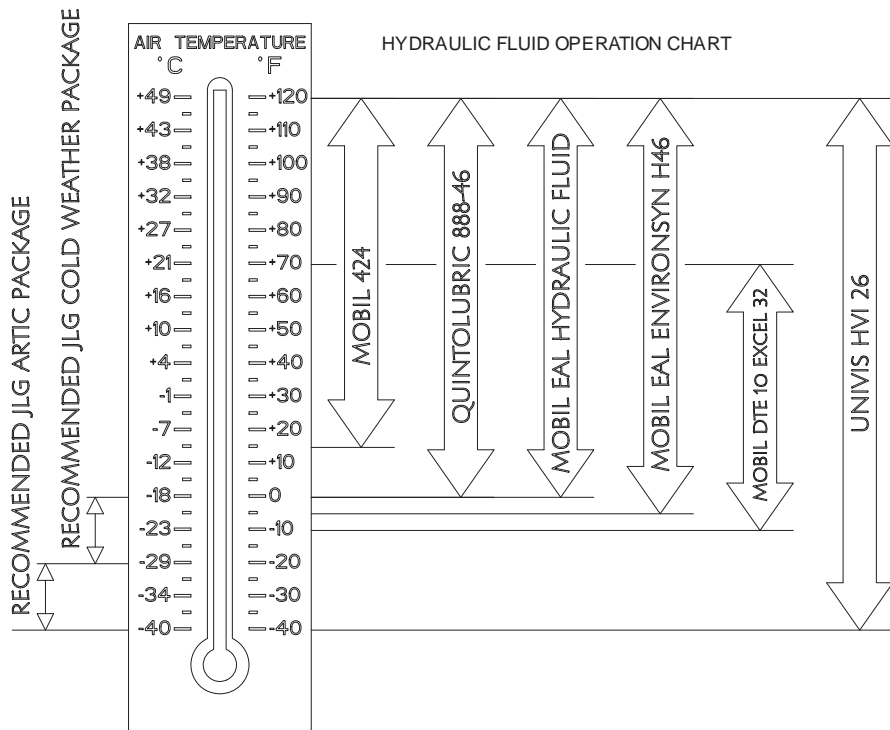 HYDRAULIC FLUID OPERATION CHART
AIR TEMPERATURE
°C °F
+49 +120
+43 +110
+38 +100
+32 +90
+27 +80
+21 +70
+16 +60
+10 +50
+4 +40
-1 +30
-7 +20
-12 +10
-18 0
-23 -10
-29 -20
-34 -30
-40 -40
RECOMMENDED JLG ARTIC PACKAGE
RECOMMENDED JLG COLD WEATHER PACKAGE
MOBIL 424
QUINTOLUBRIC 888-46
MOBIL EAL HYDRAULIC FLUID
MOBIL EAL ENVIRONSYN H46
MOBIL DTE 10 EXCEL 32
UNIVIS HVI 26